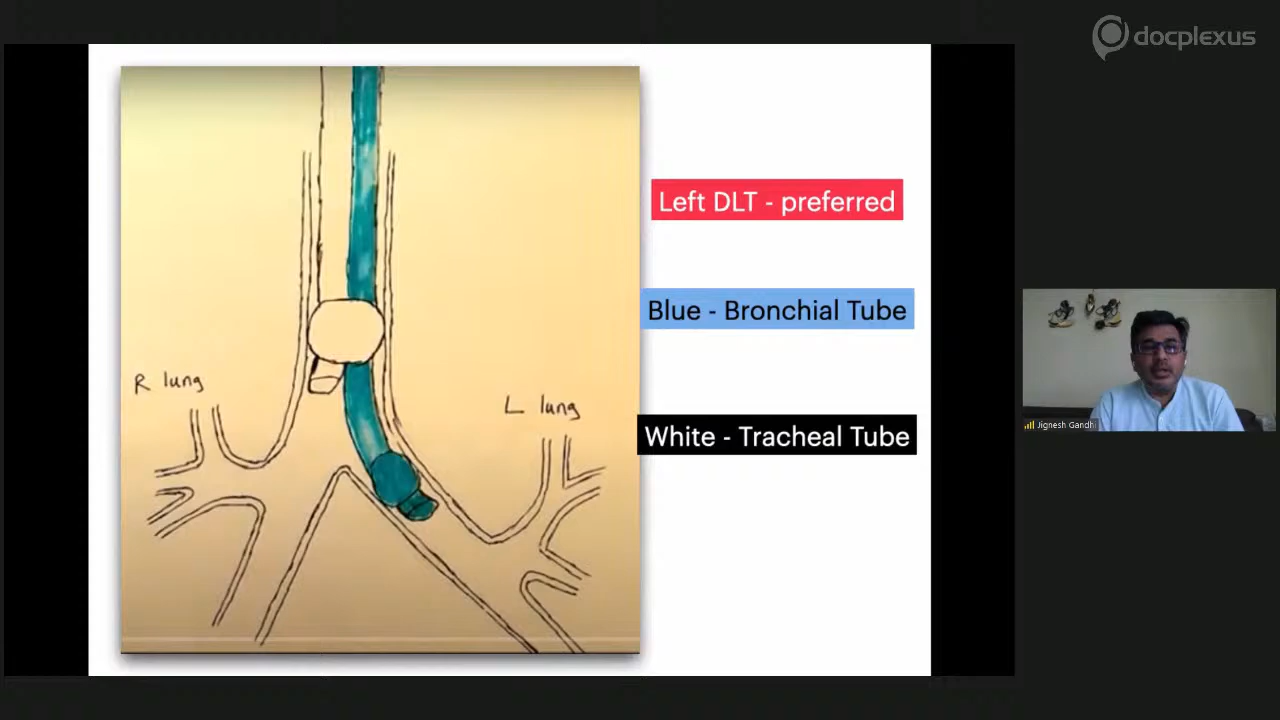 docplexus
Left DLT - preferred
Blue - Bronchial Tube
R lung
L lung
White - Tracheal Tube
Jignesh Gandhi